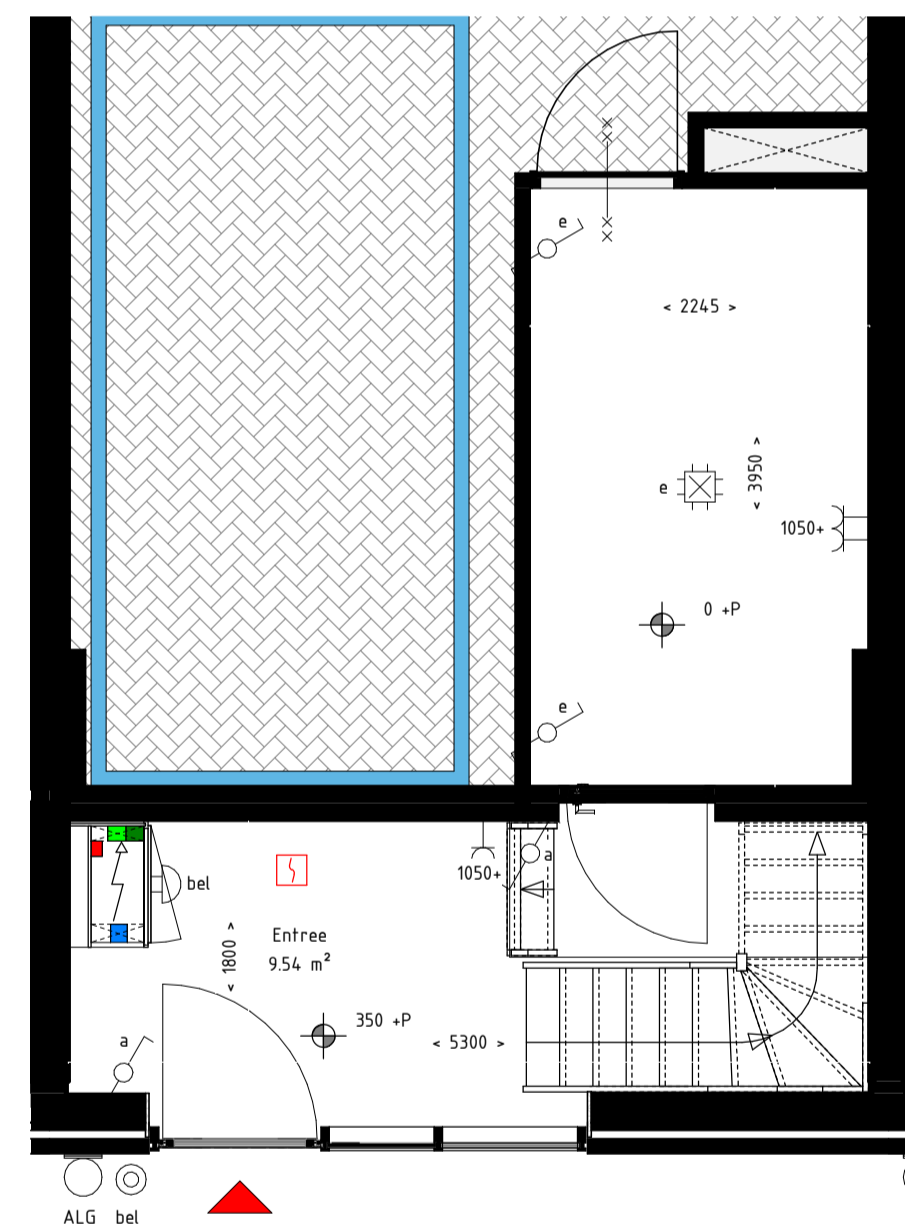 e
< 2245 >
< 3950 >
e
1050+
0 +P
e
a
1050+
bel
Entree
9.54 m²
< 1800 >
350 +P
< 5300 >
a
ALG bel